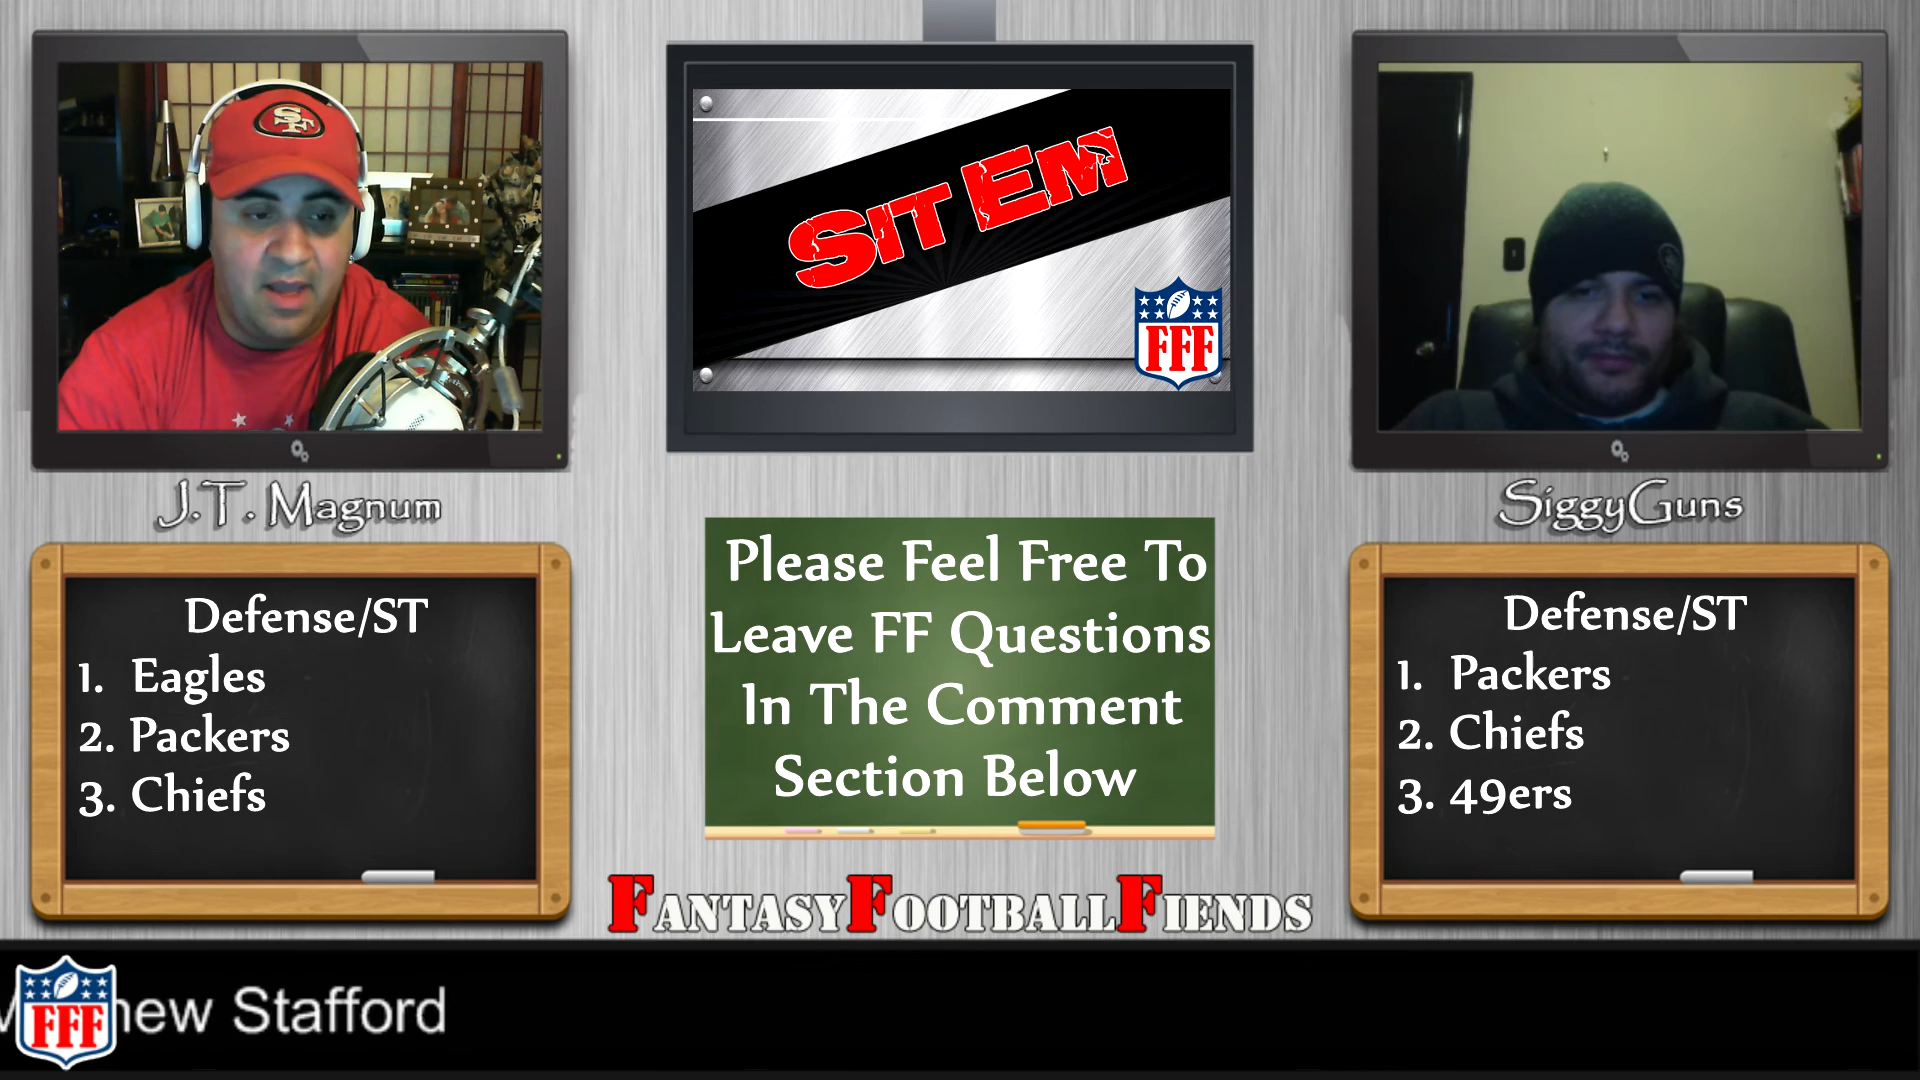 SF
SIT EM
FFF
J.T. Magnum
SiggyGuns
Defense/ST
1. Eagles
2. Packers
3. Chiefs
Please Feel Free To
Leave FF Questions
In The Comment
Section Below
Defense/ST
1. Packers
2. Chiefs
3. 49ers
FANTASYFOOTBALLFIENDS
FFF
Stafford